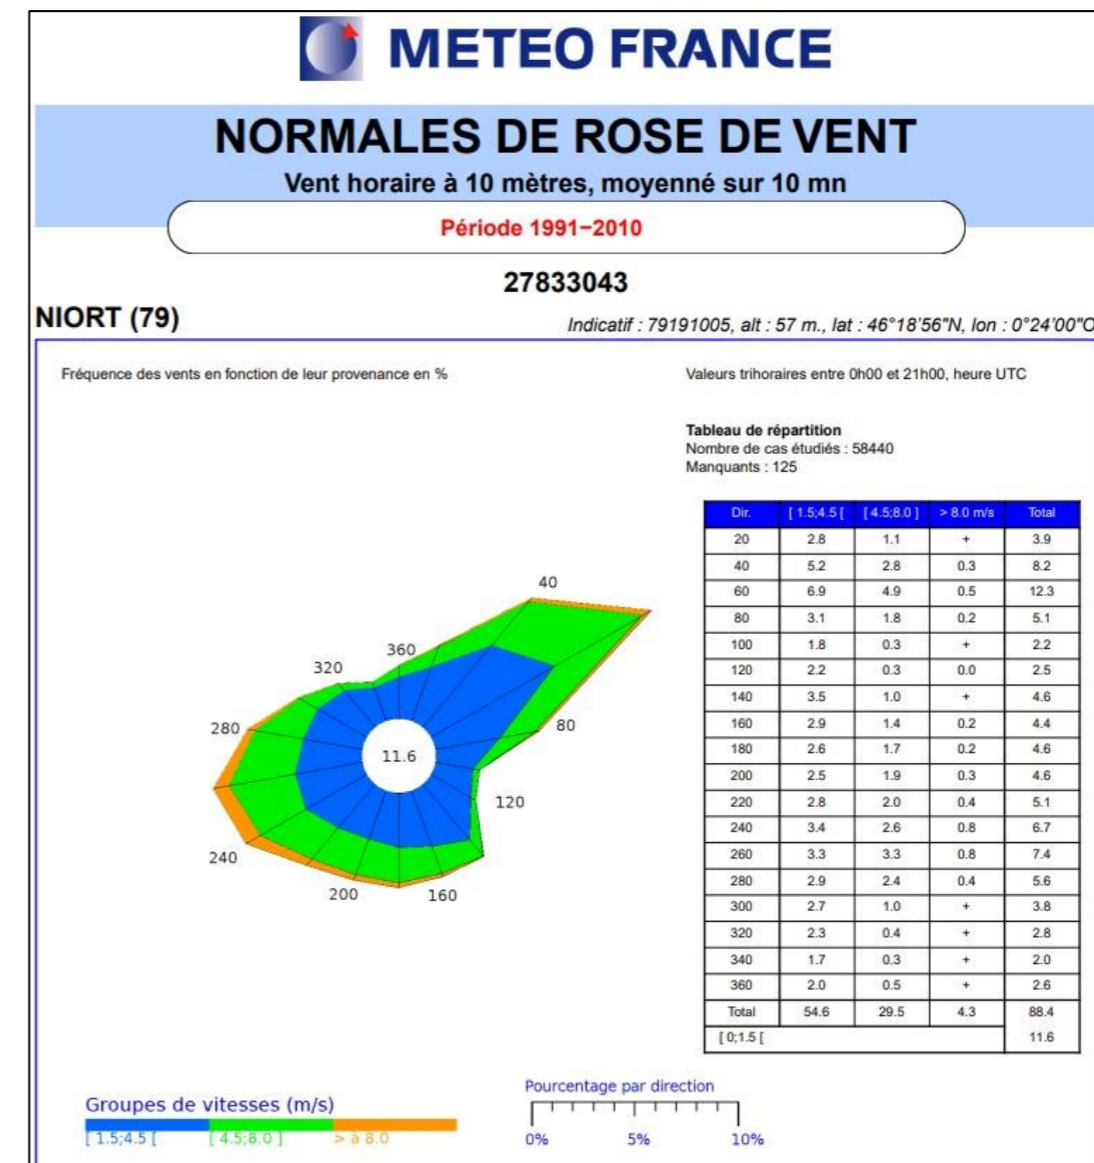 METEO FRANCE
NORMALES DE ROSE DE VENT
Vent horaire à 10 mètres, moyenné sur 10 mn
Période 1991−2010
27833043
NIORT (79)
Indicatif : 79191005, alt : 57 m., lat : 46°18'56"N, lon : 0°24'00"O
Fréquence des vents en fonction de leur provenance en %
Valeurs trihoraires entre 0h00 et 21h00, heure UTC
Tableau de répartition
Nombre de cas étudiés : 58440
Manquants : 125
Dir. [ 1.5;4.5 [ [ 4.5;8.0 ] > 8.0 m/s Total
20 2.8 1.1 + 3.9
40 5.2 2.8 0.3 8.2
60 6.9 4.9 0.5 12.3
80 3.1 1.8 0.2 5.1
100 1.8 0.3 + 2.2
120 2.2 0.3 0.0 2.5
140 3.5 1.0 + 4.6
160 2.9 1.4 0.2 4.4
180 2.6 1.7 0.2 4.6
200 2.5 1.9 0.3 4.6
220 2.8 2.0 0.4 5.1
240 3.4 2.6 0.8 6.7
260 3.3 3.3 0.8 7.4
280 2.9 2.4 0.4 5.6
300 2.7 1.0 + 3.8
320 2.3 0.4 + 2.8
340 1.7 0.3 + 2.0
360 2.0 0.5 + 2.6
Total 54.6 29.5 4.3 88.4
[ 0;1.5 [ 11.6
40
360
320
280
80
11.6
120
240
200 160
Groupes de vitesses (m/s)
[ 1.5;4.5 [ [ 4.5;8.0 ] > à 8.0
Pourcentage par direction
0% 5% 10%